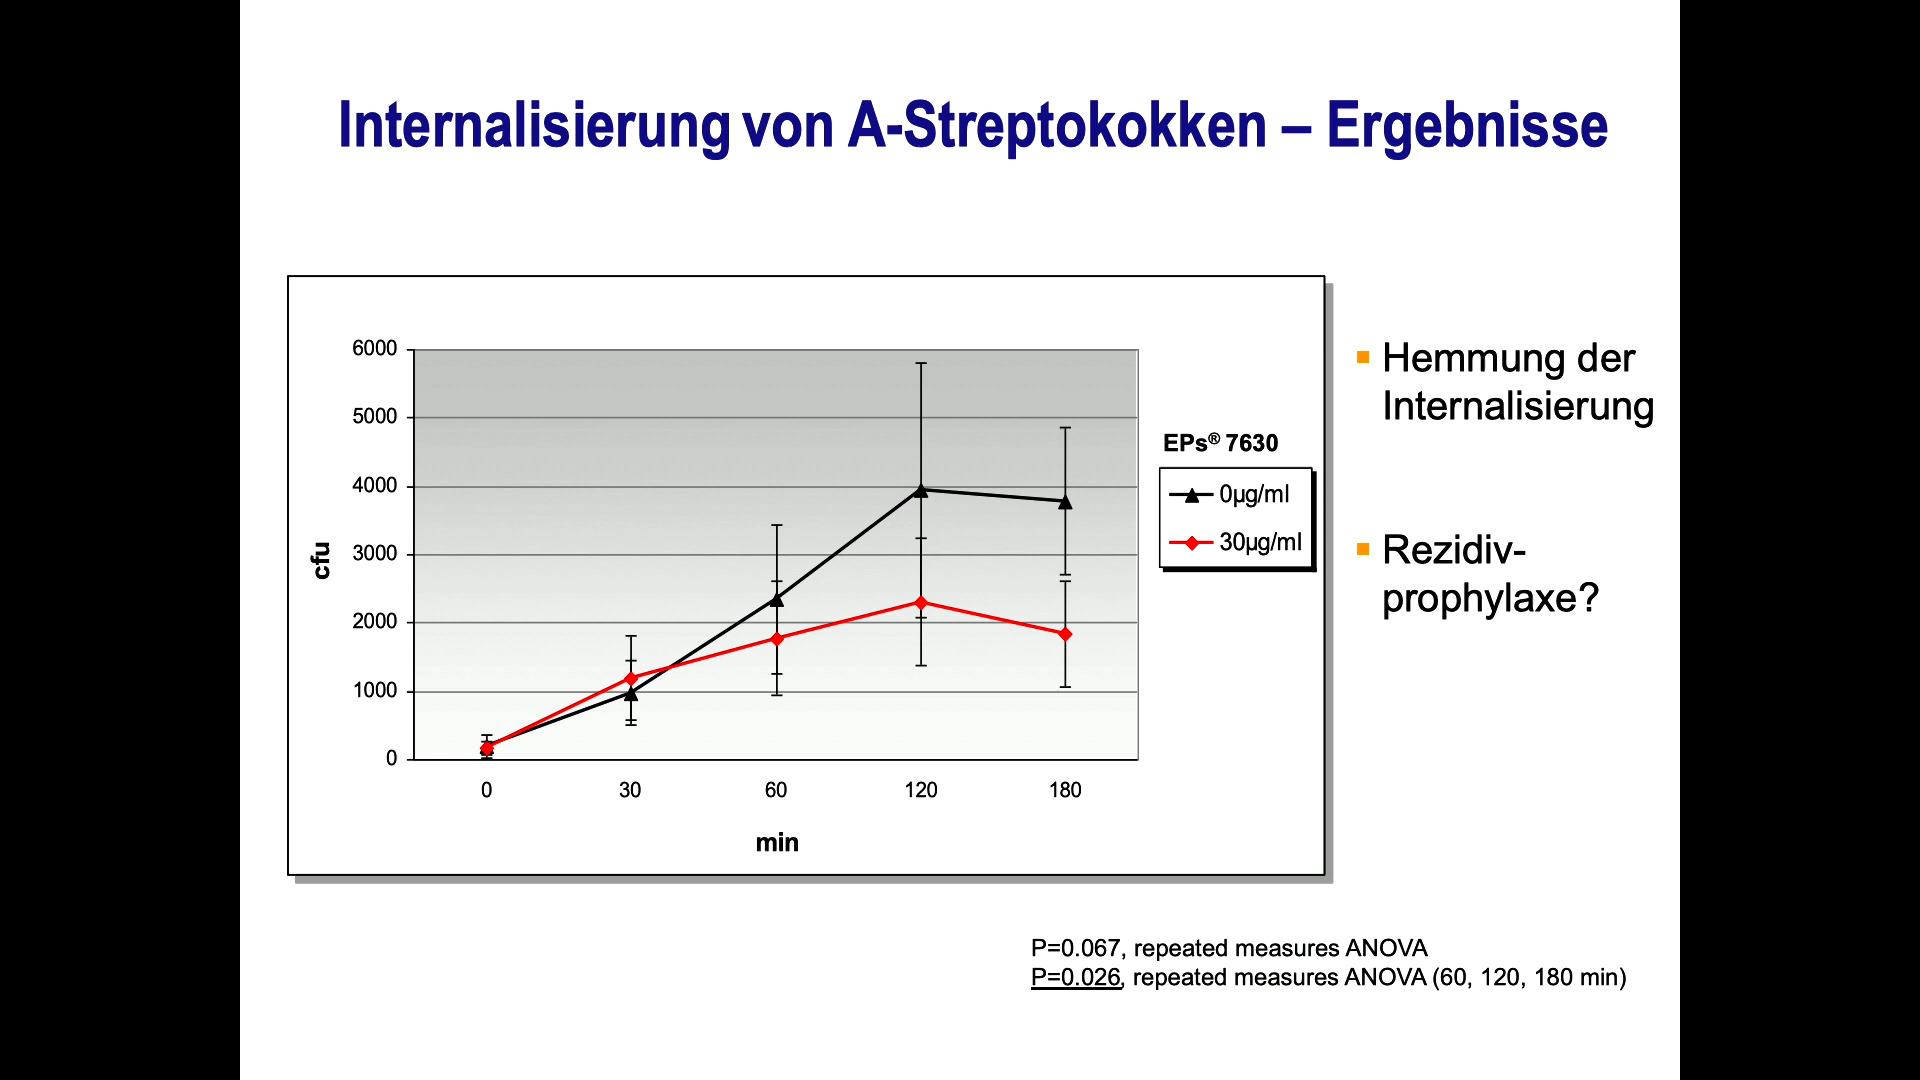 Internalisierung von A-Streptokokken – Ergebnisse
6000
5000
4000
3000
2000
1000
0
cfu
0 30 60 120 180
min
EPs® 7630
0µg/ml
30µg/ml
Hemmung der
Internalisierung
Rezidiv-
prophylaxe?
P=0.067, repeated measures ANOVA
P=0.026, repeated measures ANOVA (60, 120, 180 min)